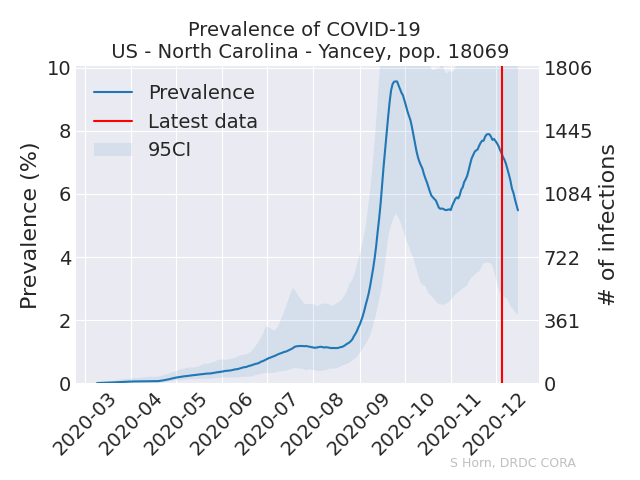 Prevalence of COVID-19
US - North Carolina - Yancey, pop. 18069
Prevalence
Latest data
95CI
Prevalence (%)
10
8
6
4
2
0
1806
1445
1084
722
361
0
# of infections
2020-03
2020-04
2020-05
2020-06
2020-07
2020-08
2020-09
2020-10
2020-11
2020-12
S Horn, DRDC CORA